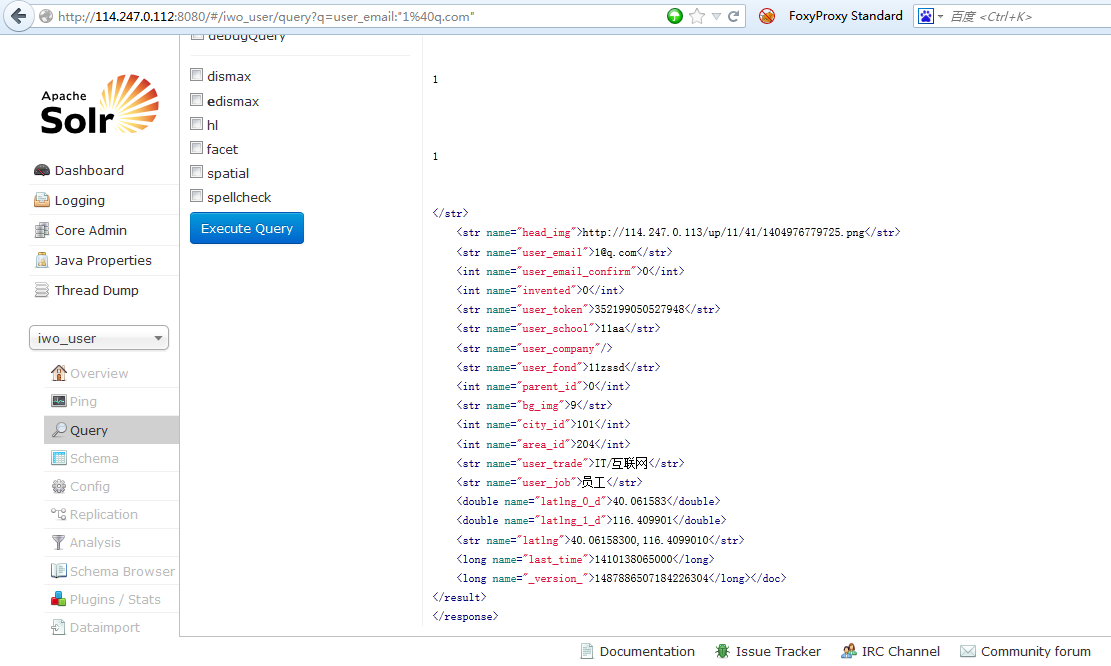 http://114.247.0.112:8080/#/iwo_user/query?q=user_email:"1%40q.com"
FoxyProxy Standard
百度 <Ctrl+K>
Apache
Solr
Dashboard
Logging
Core Admin
Java Properties
Thread Dump
iwo_user
Overview
Ping
Query
Schema
Config
Replication
Analysis
Schema Browser
Plugins / Stats
Dataimport
debugQuery
dismax
edismax
hl
facet
spatial
spellcheck
Execute Query
1
1
</str>
<str name="head_img">http://114.247.0.113/up/11/41/1404976779725.png</str>
<str name="user_email">1@q.com</str>
<int name="user_email_confirm">0</int>
<int name="invented">0</int>
<str name="user_token">352199050527948</str>
<str name="user_school">11aa</str>
<str name="user_company"/>
<str name="user_fond">11zssd</str>
<int name="parent_id">0</int>
<str name="bg_img">9</str>
<int name="city_id">101</int>
<int name="area_id">204</int>
<str name="user_trade">IT/互联网</str>
<str name="user_job">员工</str>
<double name="latlng_0_d">40.061583</double>
<double name="latlng_1_d">116.409901</double>
<str name="latlng">40.06158300,116.4099010</str>
<long name="last_time">1410138065000</long>
<long name="_version_">1487886507184226304</long></doc>
</result>
</response>
Documentation
Issue Tracker
IRC Channel
Community forum